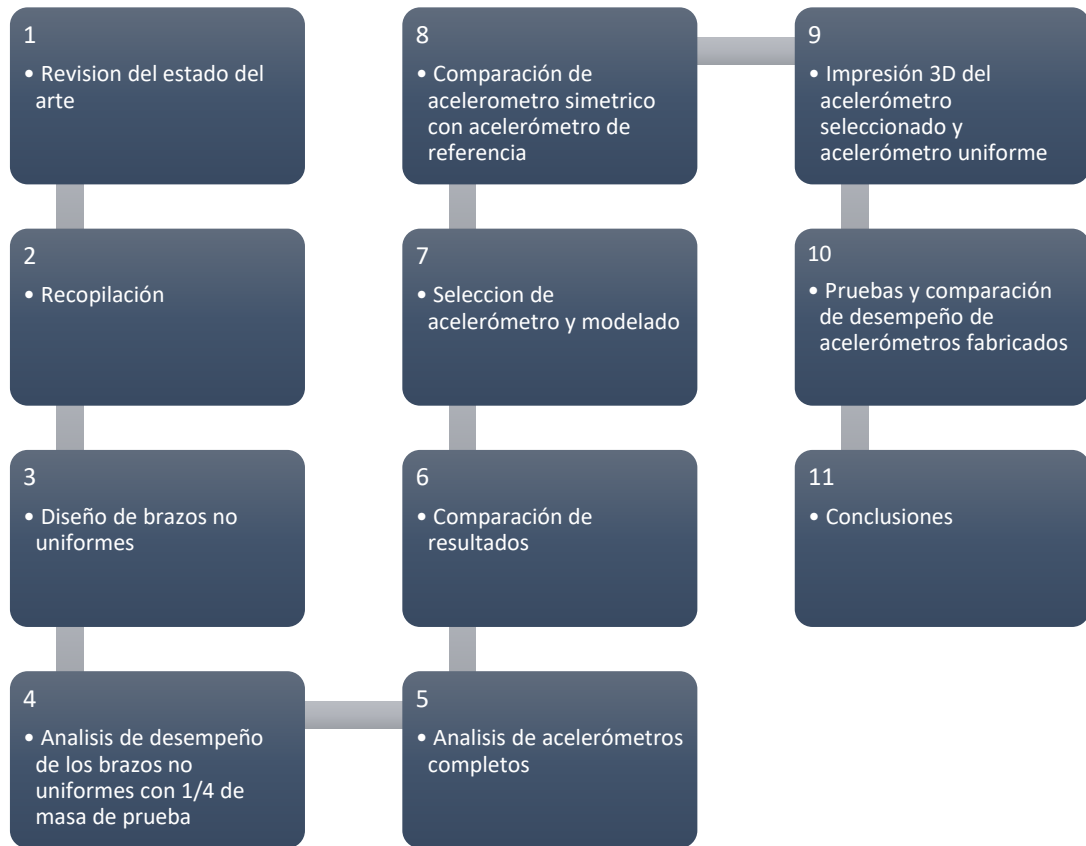 1
• Revision del estado del
arte
2
• Recopilación
3
• Diseño de brazos no
uniformes
4
• Analisis de desempeño
de los brazos no
uniformes con 1/4 de
masa de prueba
5
• Analisis de acelerómetros
completos
6
• Comparación de
resultados
7
• Seleccion de
acelerómetro y modelado
8
• Comparación de
acelerometro simetrico
con acelerómetro de
referencia
9
• Impresión 3D del
acelerómetro
seleccionado y
acelerómetro uniforme
10
• Pruebas y comparación
de desempeño de
acelerómetros fabricados
11
• Conclusiones